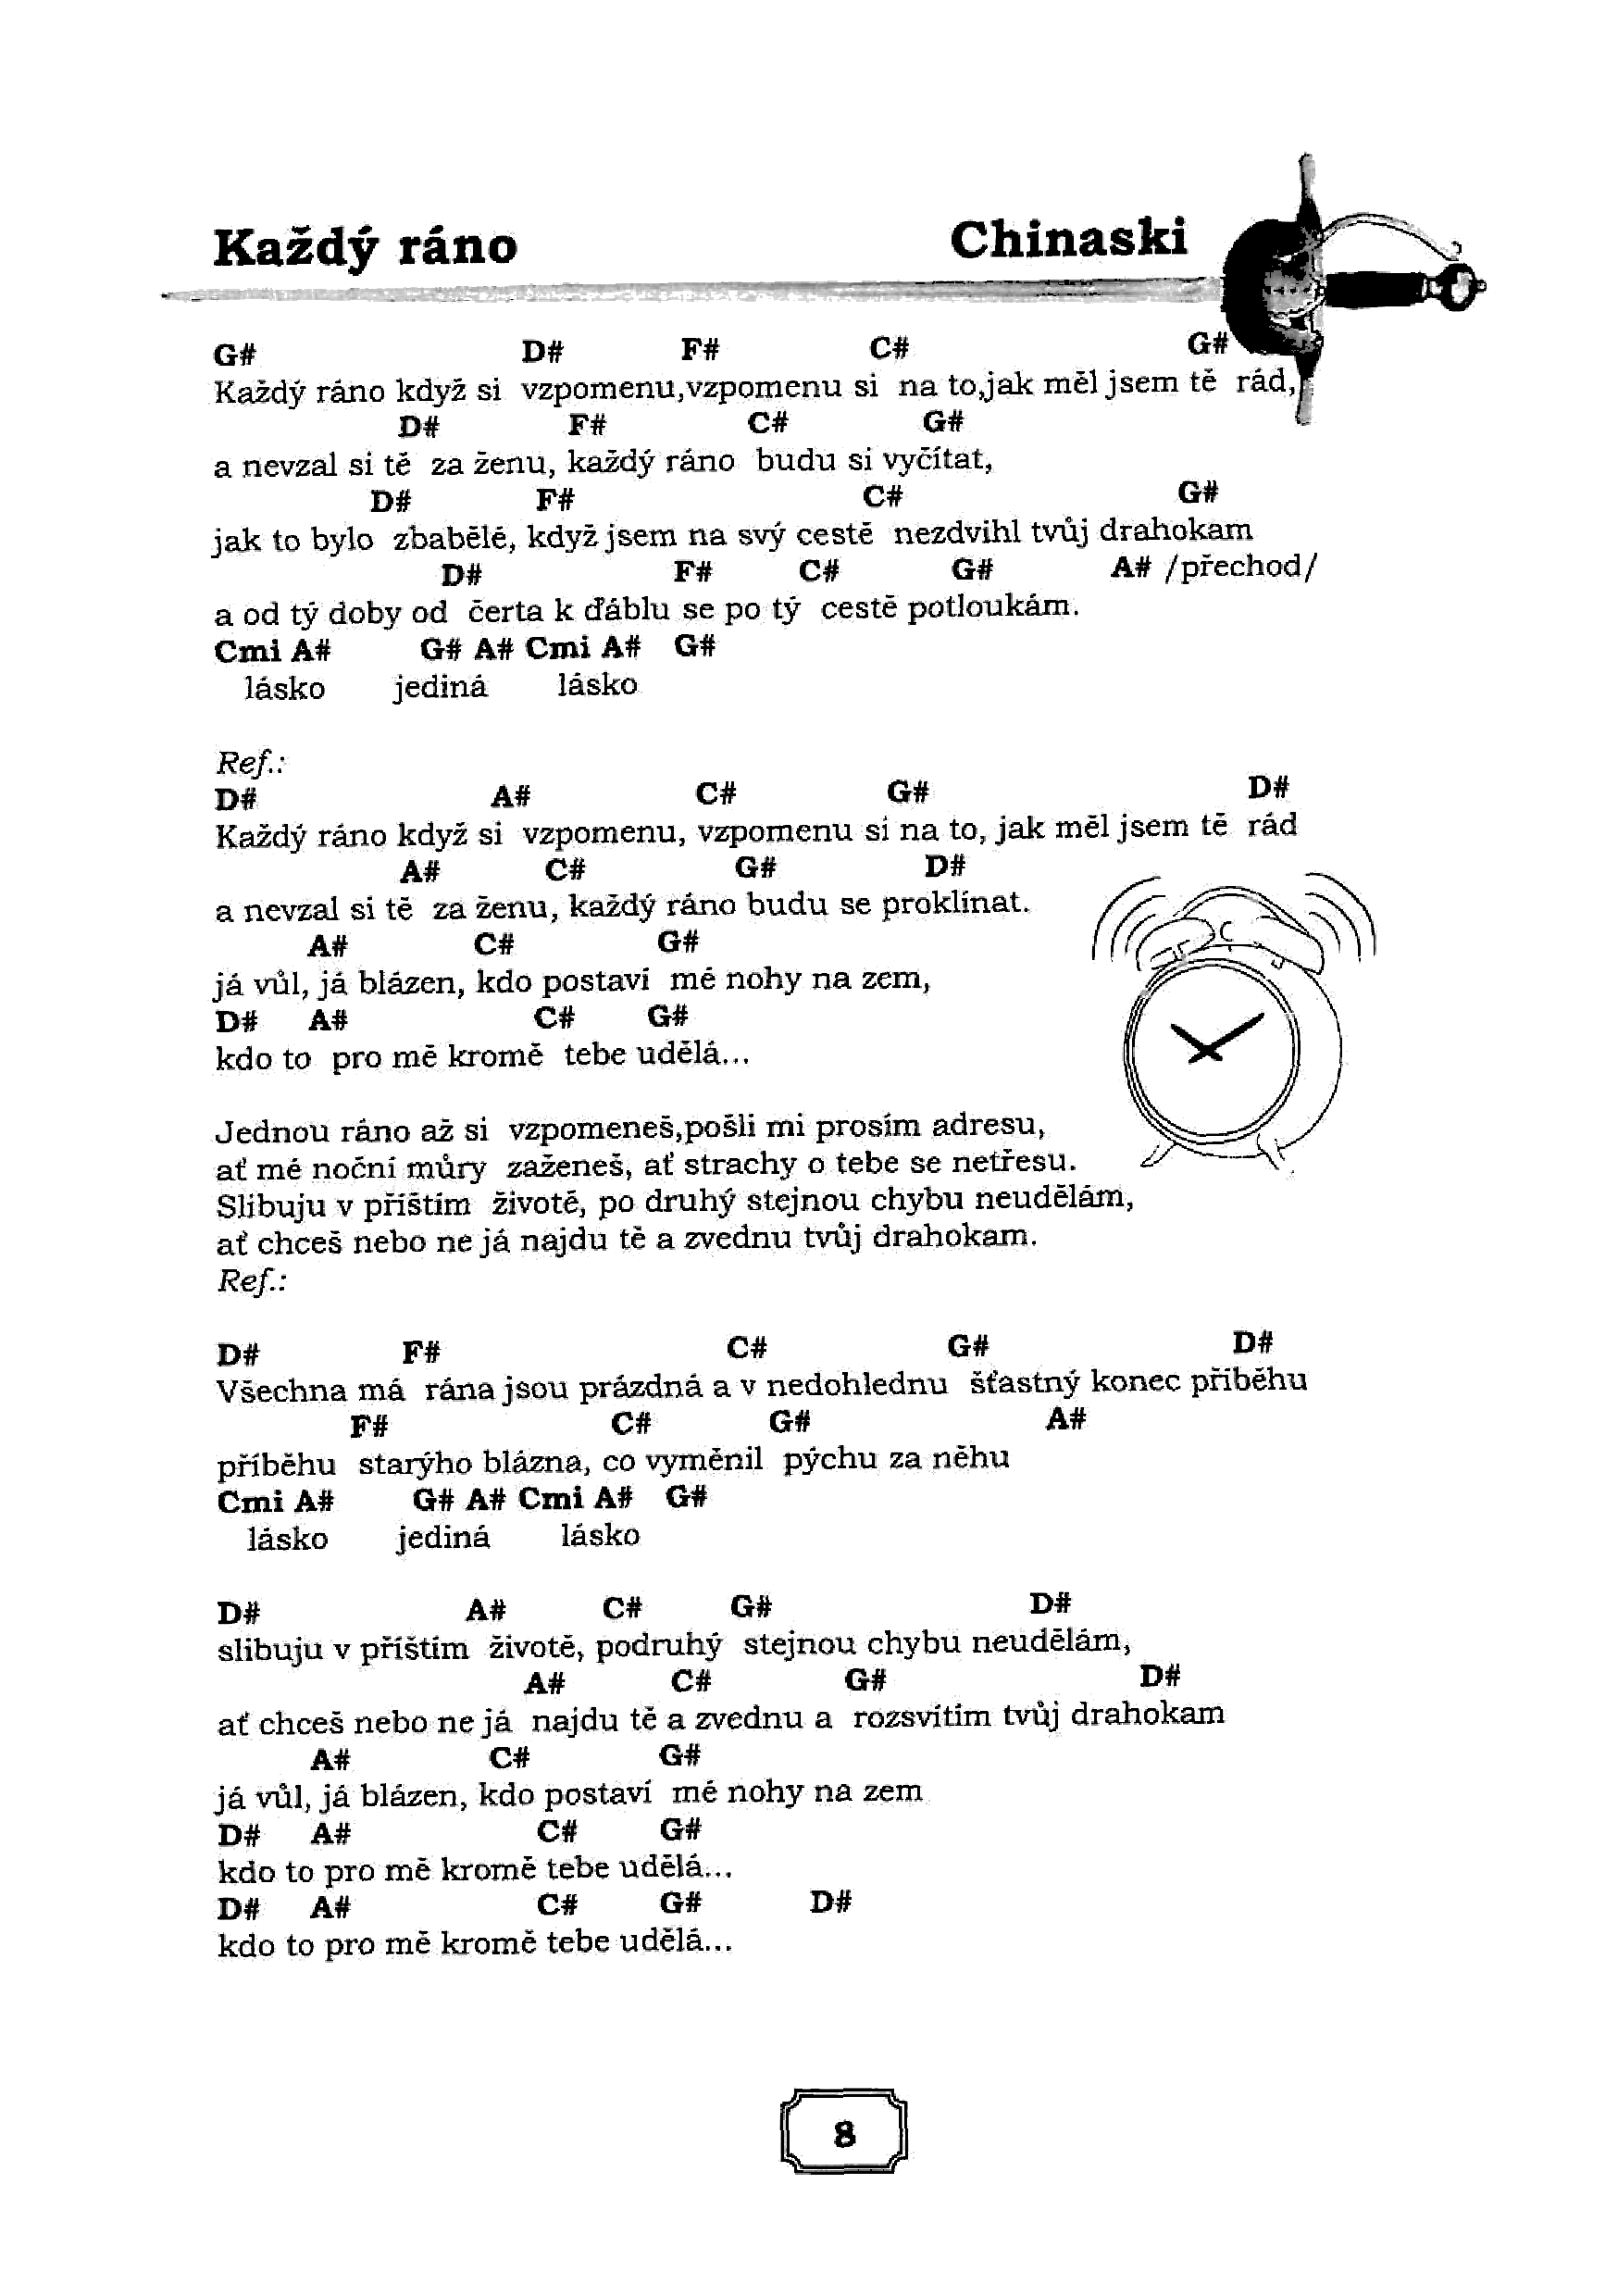 Každý ráno Chinaski
G# D# F# C# G#
Každý ráno když si vzpomenu,vzpomenu si na to,jak měl jsem tě rád,
D# F# C# G#
a nevzal si tě za ženu, každý ráno budu si vyčítat,
D# F# C# G#
jak to bylo zbabělé, když jsem na svý cestě nezdvihl tvůj drahokam
D# F# C# G# A# /přechod/
a od tý doby od čerta k ďáblu se po tý cestě potloukám.
Cmi A# G# A# Cmi A# G#
lásko jediná lásko
Ref.:
D# A# C# G# D#
Každý ráno když si vzpomenu, vzpomenu si na to, jak měl jsem tě rád
A# C# G# D#
a nevzal si tě za ženu, každý ráno budu se proklínat.
A# C# G#
já vůl, já blázen, kdo postaví mé nohy na zem,
D# A# C# G#
kdo to pro mě kromě tebe udělá...
Jednou ráno až si vzpomeneš,pošli mi prosím adresu,
ať mé noční můry zaženeš, ať strachy o tebe se netřesu.
Slibuju v příštím životě, po druhý stejnou chybu neudělám,
ať chceš nebo ne já najdu tě a zvednu tvůj drahokam.
Ref.:
D# F# C# G# D#
Všechna má rána jsou prázdná a v nedohlednu šťastný konec příběhu
F# C# G# A#
příběhu starýho blázna, co vyměnil pýchu za něhu
Cmi A# G# A# Cmi A# G#
lásko jediná lásko
D# A# C# G# D#
slibuju v příštím životě, podruhý stejnou chybu neudělám,
A# C# G# D#
ať chceš nebo ne já najdu tě a zvednu a rozsvítím tvůj drahokam
A# C# G#
já vůl, já blázen, kdo postaví mé nohy na zem
D# A# C# G#
kdo to pro mě kromě tebe udělá...
D# A# C# G# D#
kdo to pro mě kromě tebe udělá...
8